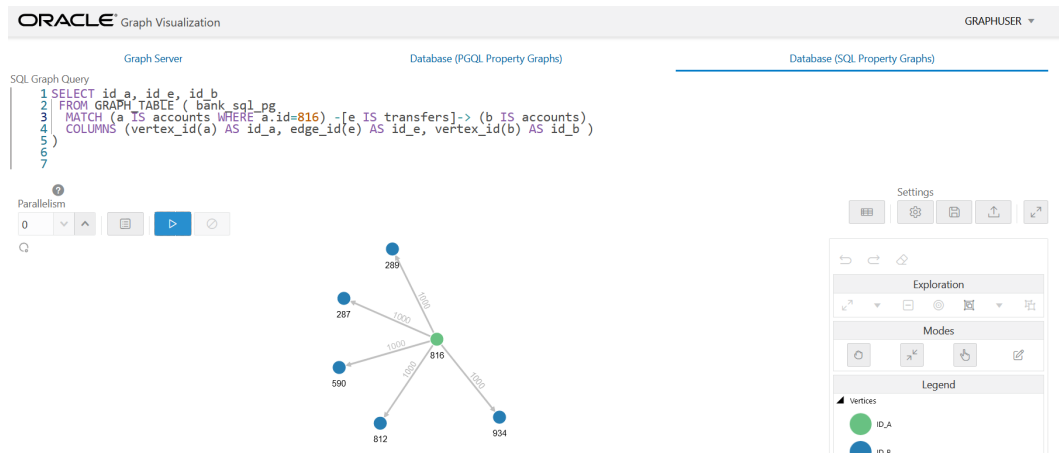 ORACLE® Graph Visualization
GRAPHUSER
Graph Server
Database (PGQL Property Graphs)
Database (SQL Property Graphs)
SQL Graph Query
1 SELECT id_a, id_e, id_b
2 FROM GRAPH_TABLE ( bank_sql_pg
3 MATCH (a IS accounts WHERE a.id=816) -[e IS transfers]-> (b IS accounts)
4 COLUMNS (vertex_id(a) AS id_a, edge_id(e) AS id_e, vertex_id(b) AS id_b )
5 )
6
7
?
Parallelism
0
Settings
289
1000
287
1000
816
1000
590
1000
1000
812
934
Exploration
Modes
Legend
Vertices
ID_A
ID_B